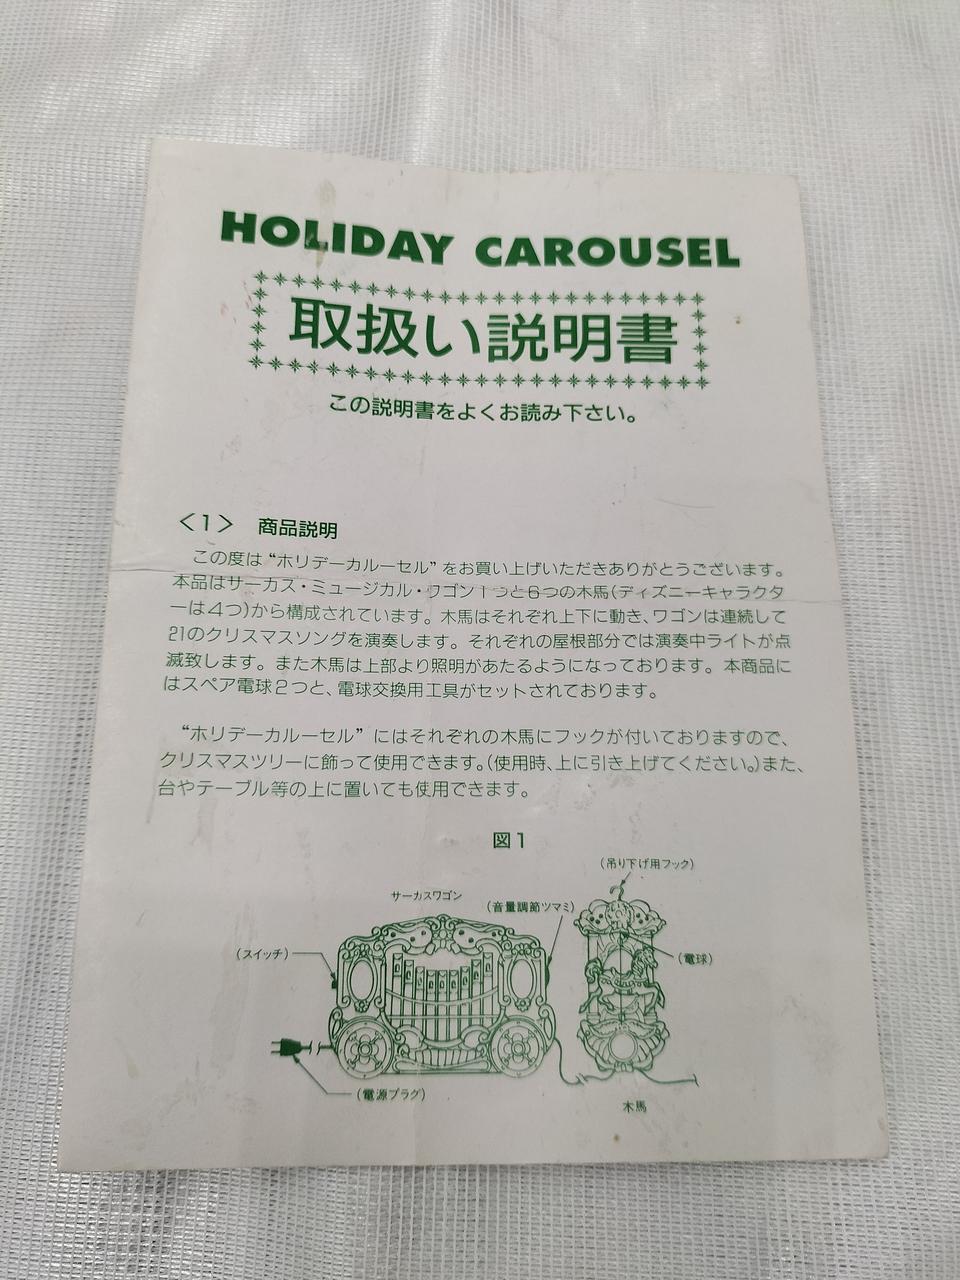 HOLIDAY CAROUSEL
取扱い説明書
この説明書をよくお読み下さい。
〈1〉 商品説明
この度は“ホリデーカルーセル”をお買い上げいただきありがとうございます。
本品はサーカス・ミュージカル・ワゴン1つと6つの木馬(ディズニーキャラクタ
ーは4つ)から構成されています。木馬はそれぞれ上下に動き、ワゴンは連続して
21のクリスマスソングを演奏します。それぞれの屋根部分では演奏中ライトが点
滅致します。また木馬は上部より照明があたるようになっております。本商品に
はスペア電球2つと、電球交換用工具がセットされております。
“ホリデーカルーセル”にはそれぞれの木馬にフックが付いておりますので、
クリスマスツリーに飾って使用できます。(使用時、上に引き上げてください。)また、
台やテーブル等の上に置いても使用できます。
図1
(吊り下げ用フック)
サーカスワゴン
(音量調節ツマミ)
(スイッチ)
(電球)
(電源プラグ)
木馬